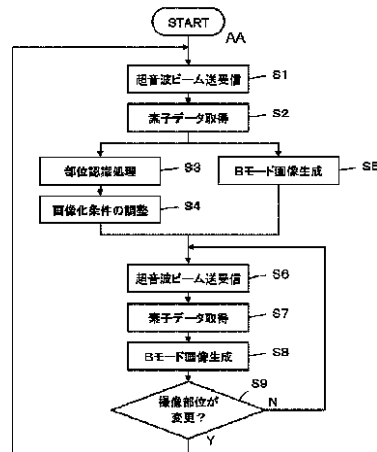 START
AA
超音波ビーム送受信
S1
素子データ取得
S2
部位認識処理
S3
Bモード画像生成
S5
画像化条件の調整
S4
超音波ビーム送受信
S6
素子データ取得
S7
Bモード画像生成
S8
撮像部位が
変更？
S9
N
Y